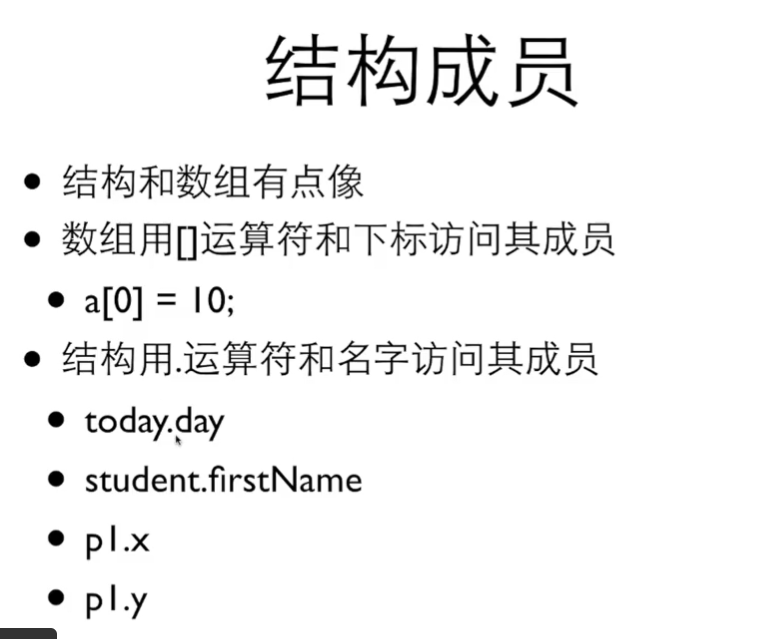 结构成员
结构和数组有点像
数组用[]运算符和下标访问其成员
a[0] = 10;
结构用.运算符和名字访问其成员
today.day
student.firstName
p1.x
p1.y